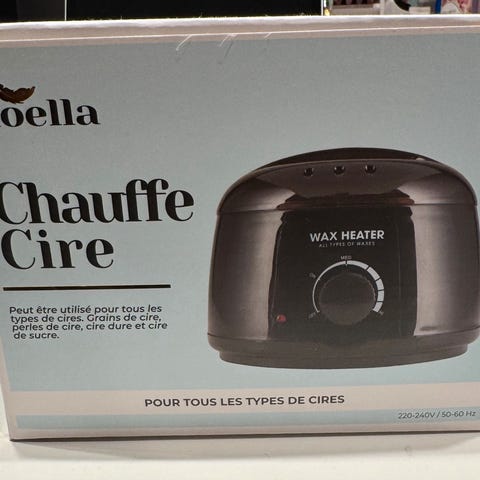 oella
Chauffe
Cire
Peut être utilisé pour tous les
types de cires. Grains de cire,
perles de cire, cire dure et cire
de sucre.
WAX HEATER
ALL TYPES OF WAXES
MED
POUR TOUS LES TYPES DE CIRES
220-240V / 50-60 Hz